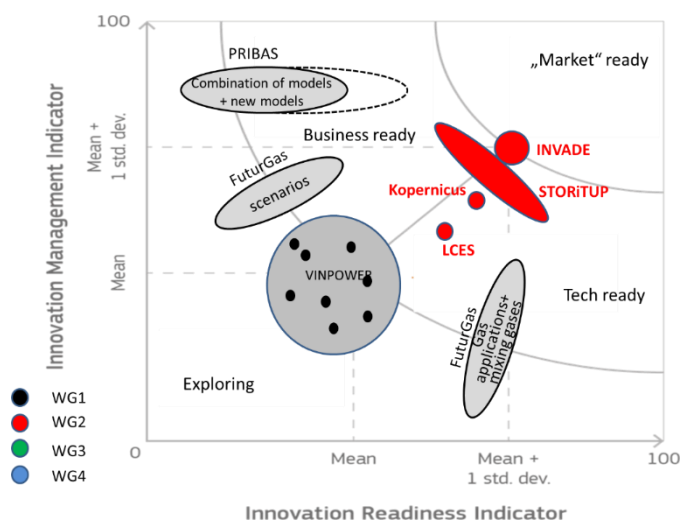 100
PRIBAS
„Market“ ready
Combination of models
+ new models
Innovation Management Indicator
Mean +
1 std. dev.
Business ready
INVADE
FuturGas
scenarios
Kopernicus
STORiTUP
LCES
Mean
VINPOWER
Tech ready
FuturGas
Gas
applications+
mixing gases
Exploring
WG1
WG2
WG3
WG4
0
Mean
Mean +
1 std. dev.
100
Innovation Readiness Indicator